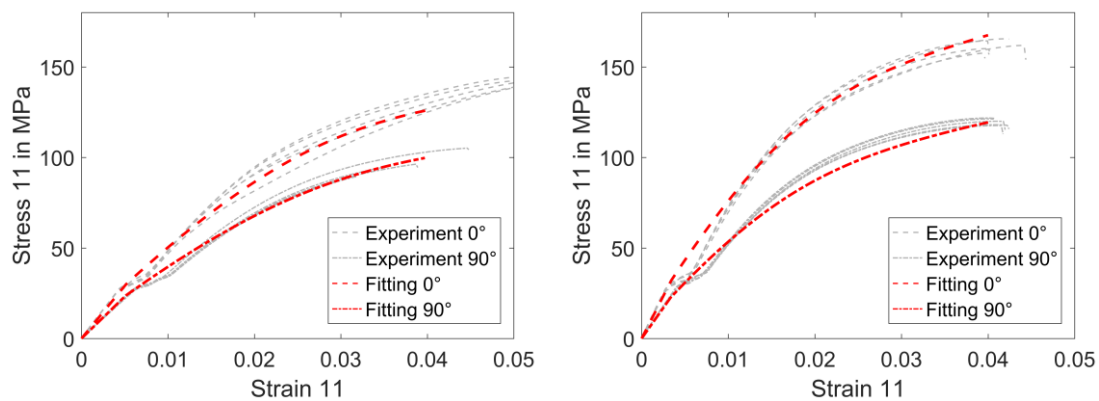 150
100
50
0
Stress 11 in MPa
Experiment 0°
Experiment 90°
Fitting 0°
Fitting 90°
0 0.01 0.02 0.03 0.04 0.05
Strain 11
150
100
50
0
Stress 11 in MPa
Experiment 0°
Experiment 90°
Fitting 0°
Fitting 90°
0 0.01 0.02 0.03 0.04 0.05
Strain 11